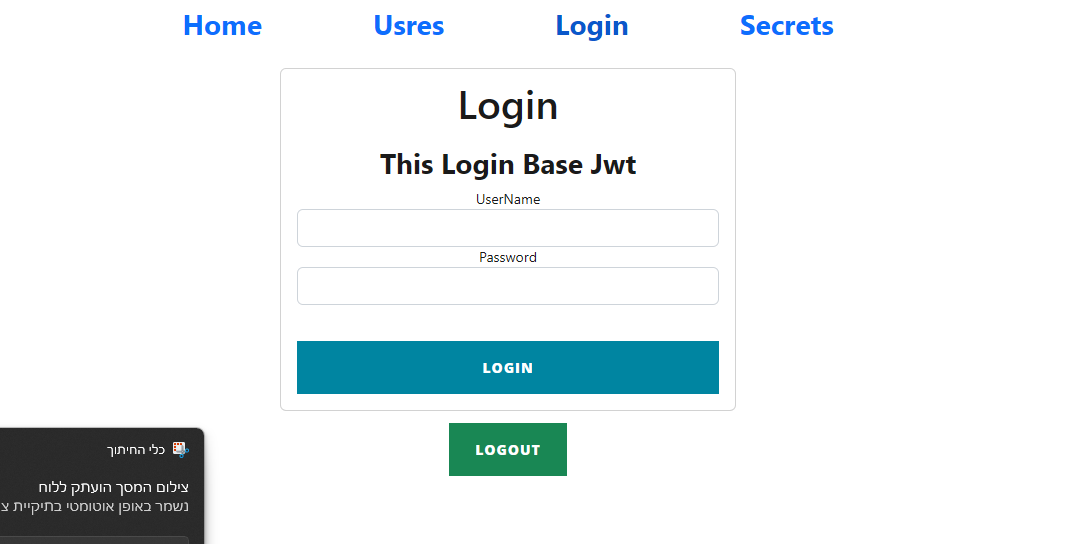 Home Usres Login Secrets
Login
This Login Base Jwt
UserName
Password
LOGIN
LOGOUT
כלי החיתוך
צילום המסך הועתק ללוח
נשמר באופן אוטומטי בתיקיית